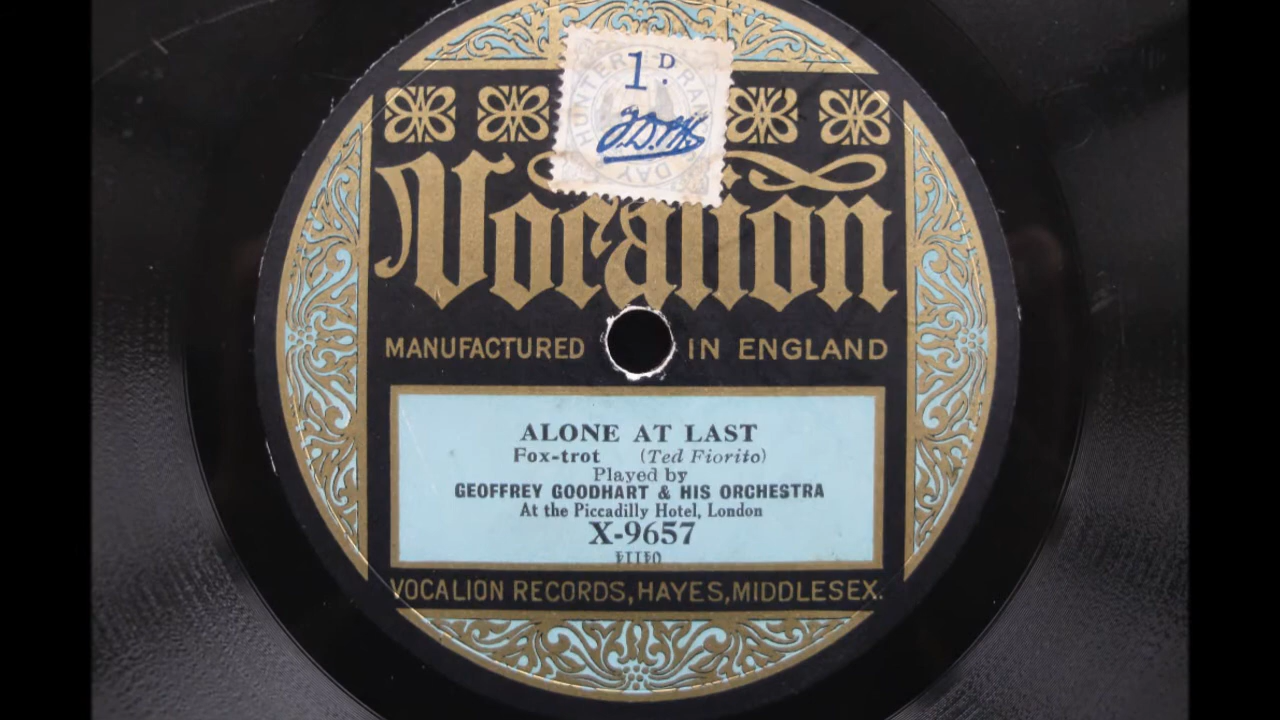 1D.
Vocalion
MANUFACTURED IN ENGLAND
ALONE AT LAST
Fox-trot (Ted Fiorito)
Played by
GEOFFREY GOODHART & HIS ORCHESTRA
At the Piccadilly Hotel, London
X-9657
VOCALION RECORDS, HAYES, MIDDLESEX.